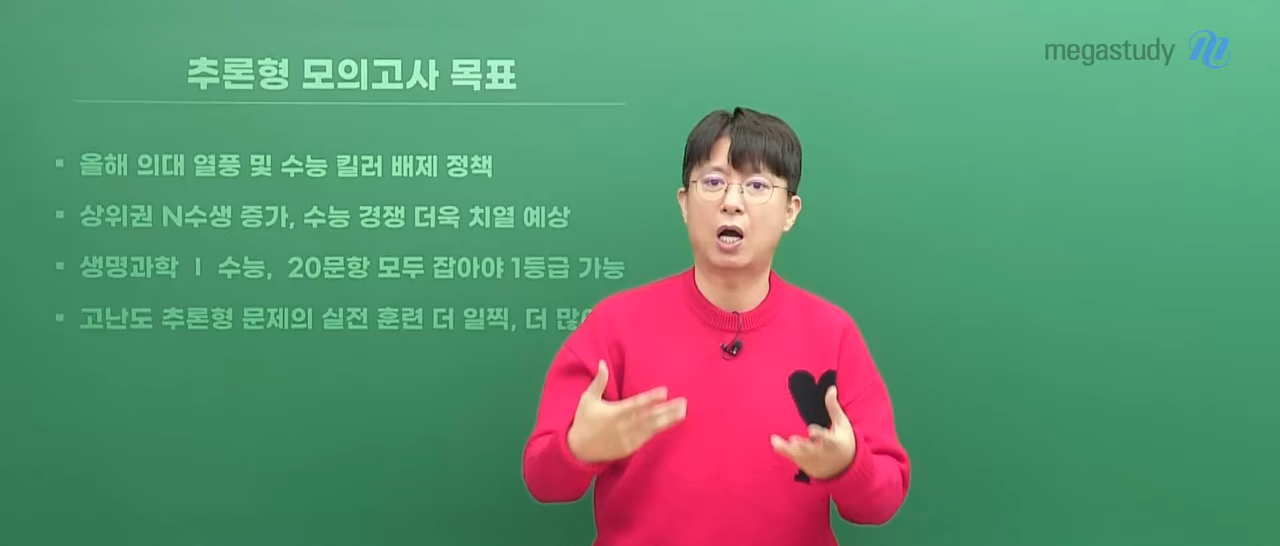 megastudy
추론형 모의고사 목표
▪ 올해 의대 열풍 및 수능 킬러 배제 정책
▪ 상위권 N수생 증가, 수능 경쟁 더욱 치열 예상
▪ 생명과학 Ⅰ 수능, 20문항 모두 잡아야 1등급 가능
▪ 고난도 추론형 문제의 실전 훈련 더 일찍, 더